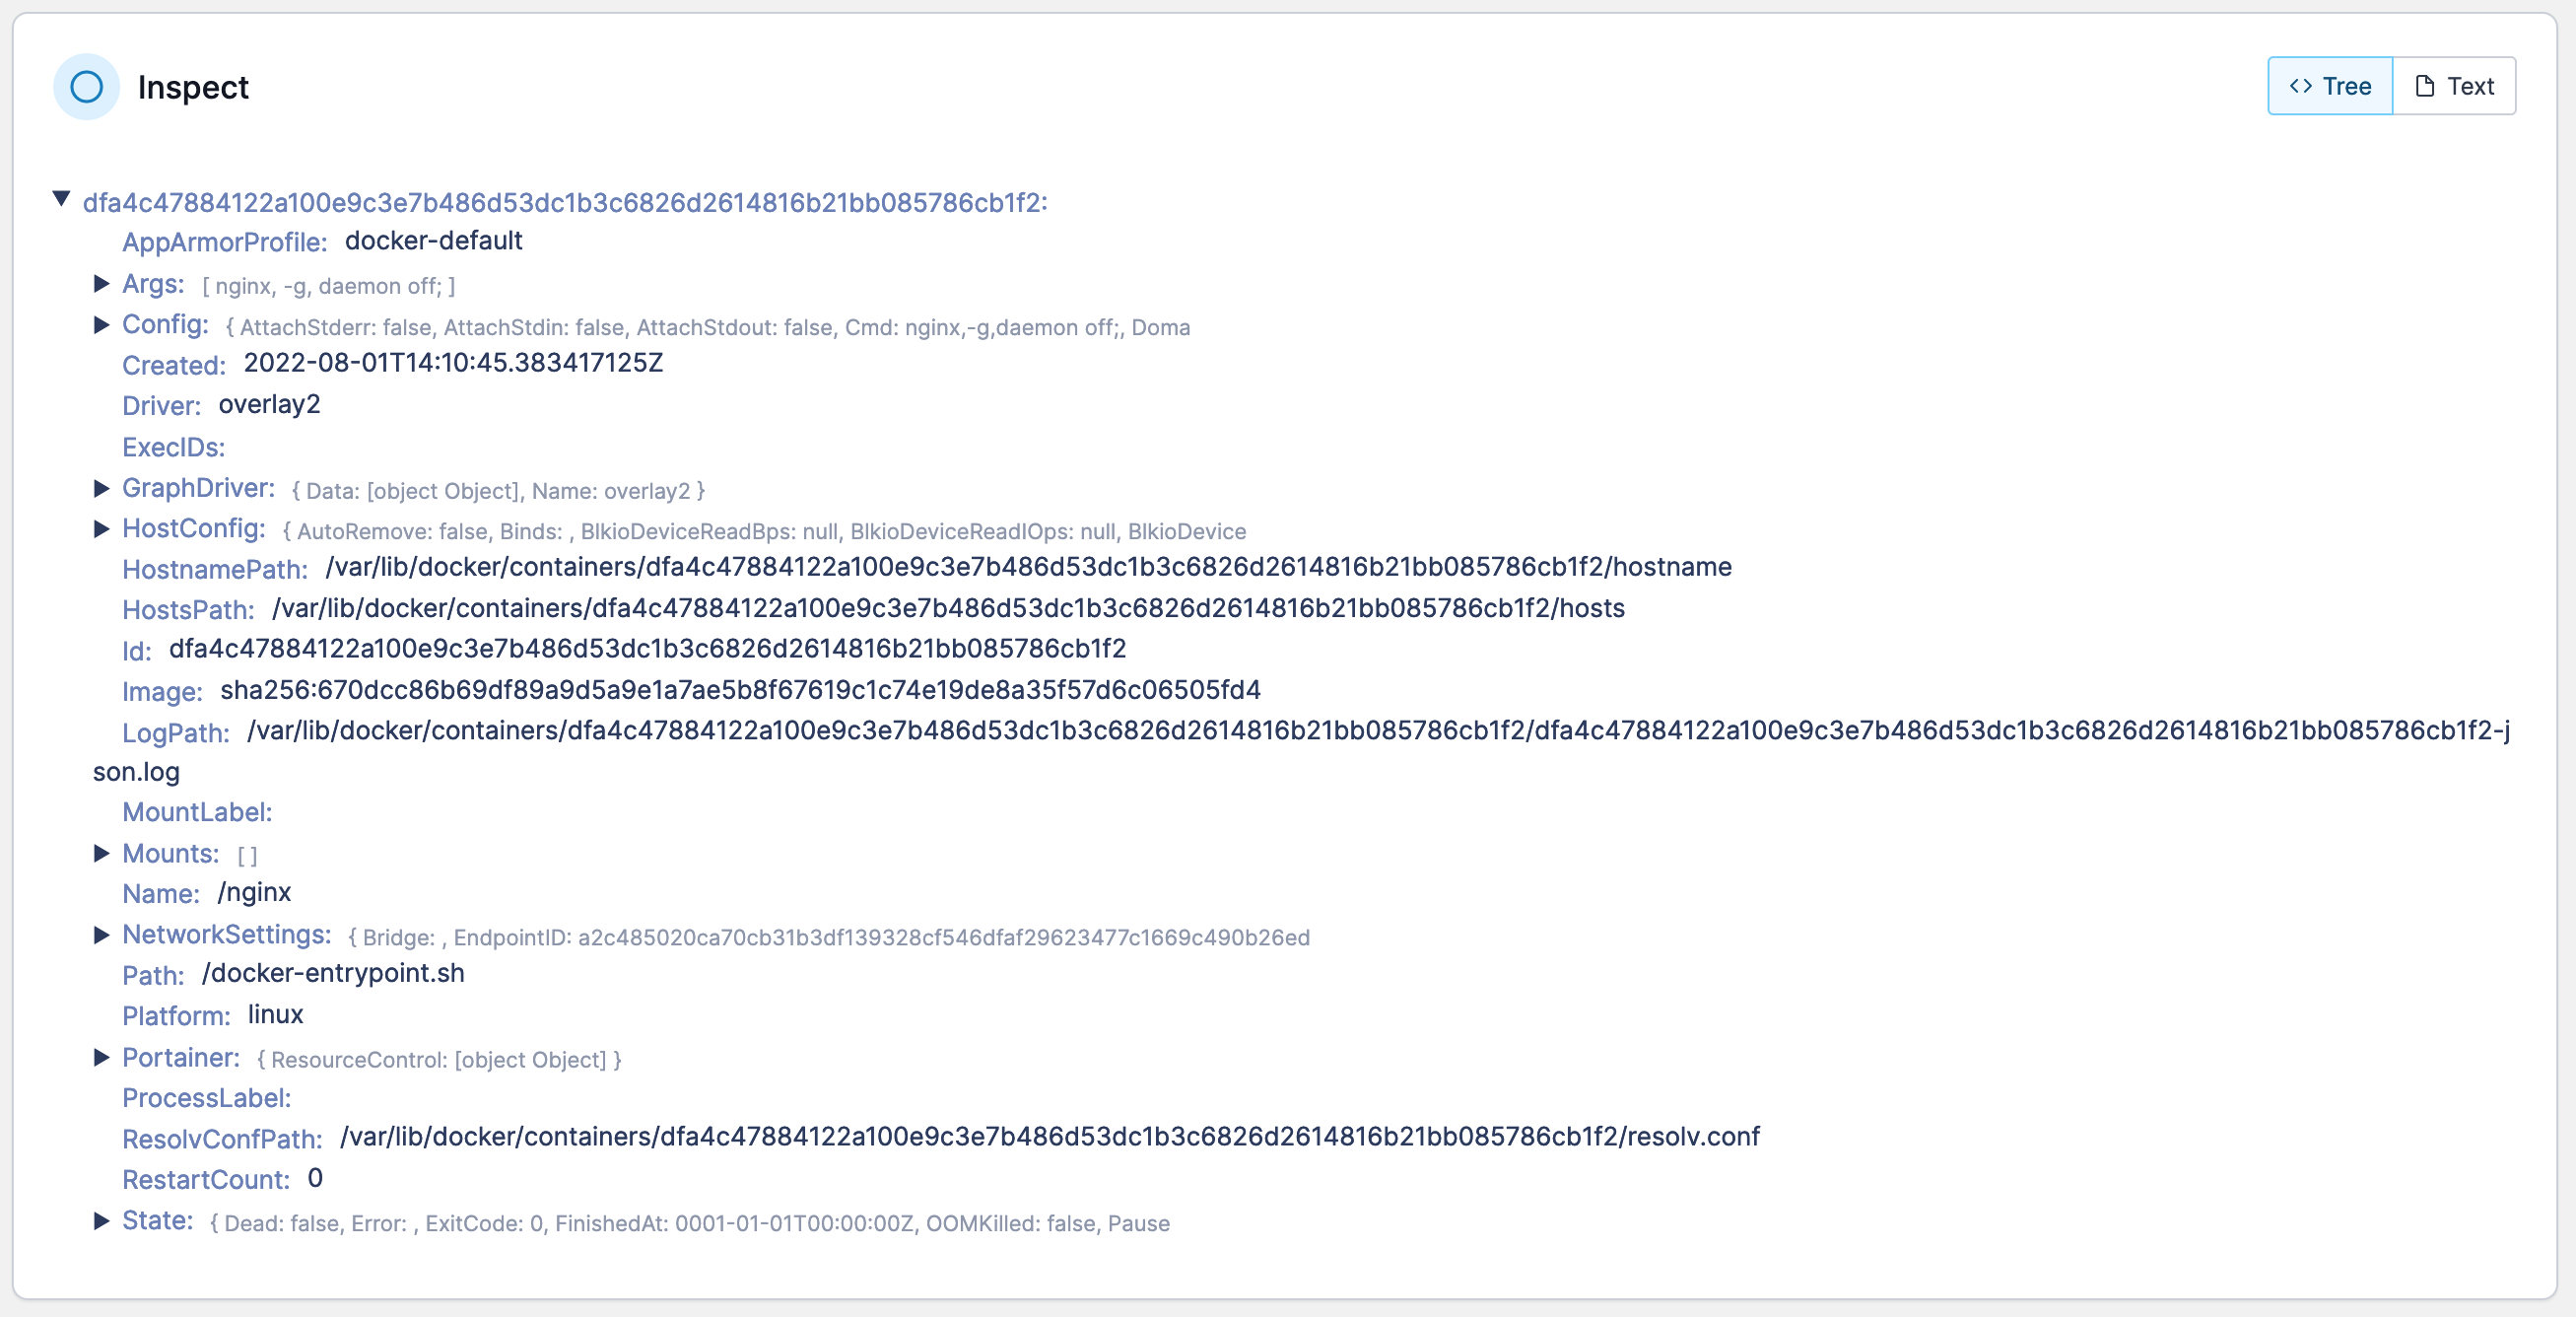 Inspect
<> Tree
Text
dfa4c47884122a100e9c3e7b486d53dc1b3c6826d2614816b21bb085786cb1f2:
AppArmorProfile: docker-default
Args: [ nginx, -g, daemon off; ]
Config: { AttachStderr: false, AttachStdin: false, AttachStdout: false, Cmd: nginx,-g,daemon off;, Doma
Created: 2022-08-01T14:10:45.383417125Z
Driver: overlay2
ExecIDs:
GraphDriver: { Data: [object Object], Name: overlay2 }
HostConfig: { AutoRemove: false, Binds: , BlkioDeviceReadBps: null, BlkioDeviceReadIOps: null, BlkioDevice
HostnamePath: /var/lib/docker/containers/dfa4c47884122a100e9c3e7b486d53dc1b3c6826d2614816b21bb085786cb1f2/hostname
HostsPath: /var/lib/docker/containers/dfa4c47884122a100e9c3e7b486d53dc1b3c6826d2614816b21bb085786cb1f2/hosts
Id: dfa4c47884122a100e9c3e7b486d53dc1b3c6826d2614816b21bb085786cb1f2
Image: sha256:670dcc86b69df89a9d5a9e1a7ae5b8f67619c1c74e19de8a35f57d6c06505fd4
LogPath: /var/lib/docker/containers/dfa4c47884122a100e9c3e7b486d53dc1b3c6826d2614816b21bb085786cb1f2/dfa4c47884122a100e9c3e7b486d53dc1b3c6826d2614816b21bb085786cb1f2-j
son.log
MountLabel:
Mounts: [ ]
Name: /nginx
NetworkSettings: { Bridge: , EndpointID: a2c485020ca70cb31b3df139328cf546dfaf29623477c1669c490b26ed
Path: /docker-entrypoint.sh
Platform: linux
Portainer: { ResourceControl: [object Object] }
ProcessLabel:
ResolvConfPath: /var/lib/docker/containers/dfa4c47884122a100e9c3e7b486d53dc1b3c6826d2614816b21bb085786cb1f2/resolv.conf
RestartCount: 0
State: { Dead: false, Error: , ExitCode: 0, FinishedAt: 0001-01-01T00:00:00Z, OOMKilled: false, Pause